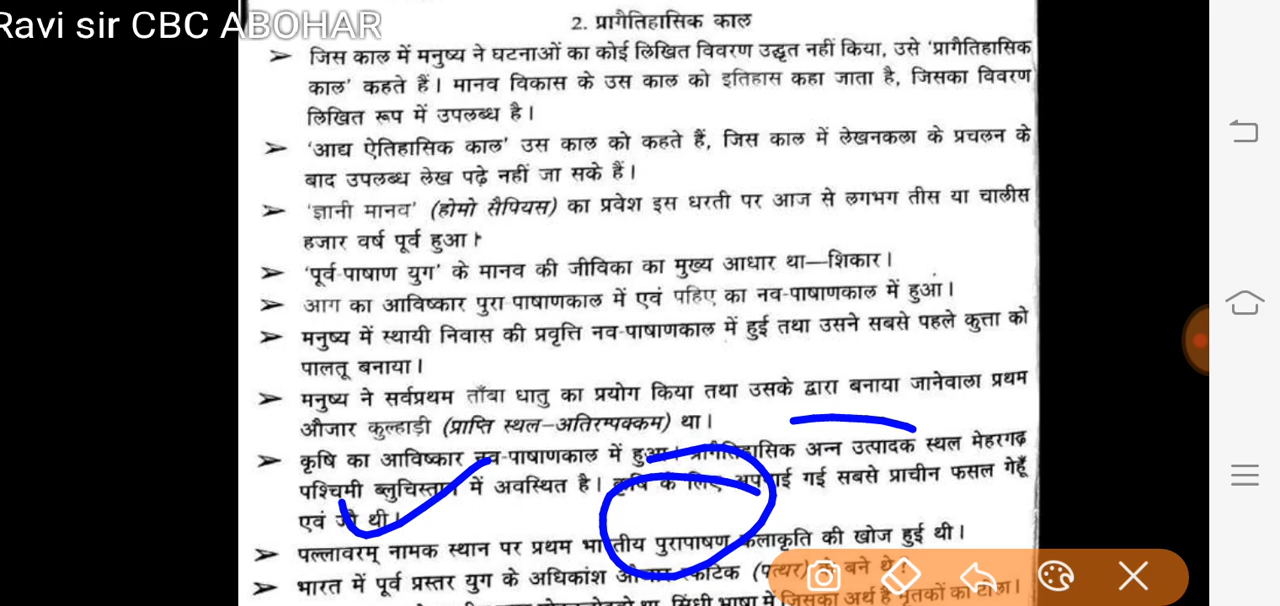 Ravi sir CBC ABOHAR
2. प्रागैतिहासिक काल
➤ जिस काल में मनुष्य ने घटनाओं का कोई लिखित विवरण उद्धृत नहीं किया, उसे 'प्रागैतिहासिक
काल' कहते हैं। मानव विकास के उस काल को इतिहास कहा जाता है, जिसका विवरण
लिखित रूप में उपलब्ध है।
➤ 'आद्य ऐतिहासिक काल' उस काल को कहते हैं, जिस काल में लेखनकला के प्रचलन के
बाद उपलब्ध लेख पढ़े नहीं जा सके हैं।
➤ 'ज्ञानी मानव' (होमो सैपियस) का प्रवेश इस धरती पर आज से लगभग तीस या चालीस
हजार वर्ष पूर्व हुआ।
➤ 'पूर्व-पाषाण युग' के मानव की जीविका का मुख्य आधार था—शिकार।
➤ आग का आविष्कार पुरा-पाषाणकाल में एवं पहिए का नव-पाषाणकाल में हुआ।
➤ मनुष्य में स्थायी निवास की प्रवृत्ति नव-पाषाणकाल में हुई तथा उसने सबसे पहले कुत्ता को
पालतू बनाया।
➤ मनुष्य ने सर्वप्रथम ताँबा धातु का प्रयोग किया तथा उसके द्वारा बनाया जानेवाला प्रथम
औजार कुल्हाड़ी (प्राप्ति स्थल–अतिरम्पक्कम) था।
➤ कृषि का आविष्कार नव-पाषाणकाल में हुआ। प्रागैतिहासिक अन्न उत्पादक स्थल मेहरगढ़
पश्चिमी ब्लुचिस्तान में अवस्थित है। कृषि के लिए अपनाई गई सबसे प्राचीन फसल गेहूँ
एवं जौ थी।
➤ पल्लावरम् नामक स्थान पर प्रथम भारतीय पुरापाषाण कलाकृति की खोज हुई थी।
➤ भारत में पूर्व प्रस्तर युग के अधिकांश औजार स्फटिक (पत्थर) के बने थे।
सिंधी भाषा में जिसका अर्थ है मृतकों का टीला।